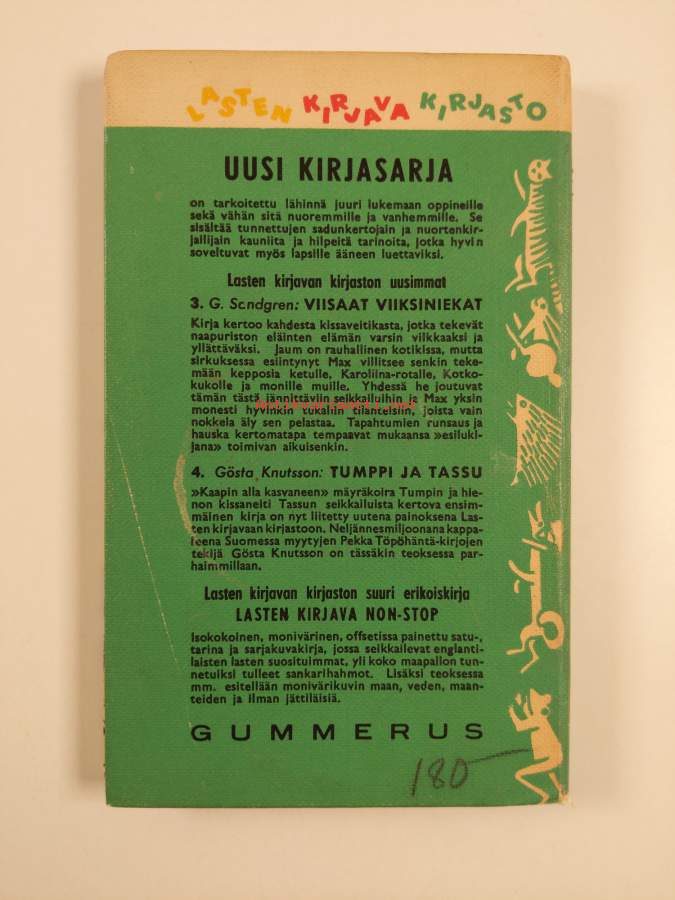 LASTEN KIRJAVA KIRJASTO
UUSI KIRJASARJA
on tarkoitettu lähinnä juuri lukemaan oppineille
sekä vähän sitä nuoremmille ja vanhemmille. Se
sisältää tunnettujen sadunkertojain ja nuortenkir-
jailijain kauniita ja hilpeitä tarinoita, jotka hyvin
soveltuvat myös lapsille ääneen luettaviksi.
Lasten kirjavan kirjaston uusimmat
3. G. Sandgren: VIISAAT VIIKSINIEKAT
Kirja kertoo kahdesta kissaveitikasta, jotka tekevät
naapuriston eläinten elämän varsin vilkkaaksi ja
yllättäväksi. Jaum on rauhallinen kotikissa, mutta
sirkuksessa esiintynyt Max villitsee senkin teke-
mään kepposia ketulle, Karoliina-rotalle, Kotko-
kukolle ja monille muille. Yhdessä he joutuvat
tämän tästä jännittäviin seikkailuihin ja Max yksin
monesti hyvinkin tukaliin tilanteisiin, joista vain
nokkela äly sen pelastaa. Tapahtumien runsaus ja
hauska kertomatapa tempaavat mukaansa »esiluki-
jana» toimivan aikuisenkin.
4. Gösta Knutsson: TUMPPI JA TASSU
»Kaapin alla kasvaneen» mäyräkoira Tumpin ja hie-
non kissaneiti Tassun seikkailuista kertova ensim-
mäinen kirja on nyt liitetty uutena painoksena Las-
ten kirjavaan kirjastoon. Neljännesmiljoonana kappa-
leena Suomessa myytyjen Pekka Töpöhäntä-kirjojen
tekijä Gösta Knutsson on tässäkin teoksessa par-
haimmillaan.
Lasten kirjavan kirjaston suuri erikoiskirja
LASTEN KIRJAVA NON-STOP
Isokokoinen, monivärinen, offsetissa painettu satu-,
tarina ja sarjakuvakirja, jossa seikkailevat englanti-
laisten lasten suosituimmat, yli koko maapallon tun-
netuiksi tulleet sankarihahmot. Lisäksi teoksessa
mm. esitellään monivärikuvin maan, veden, maan-
teiden ja ilman jättiläisiä.
GUMMERUS
180